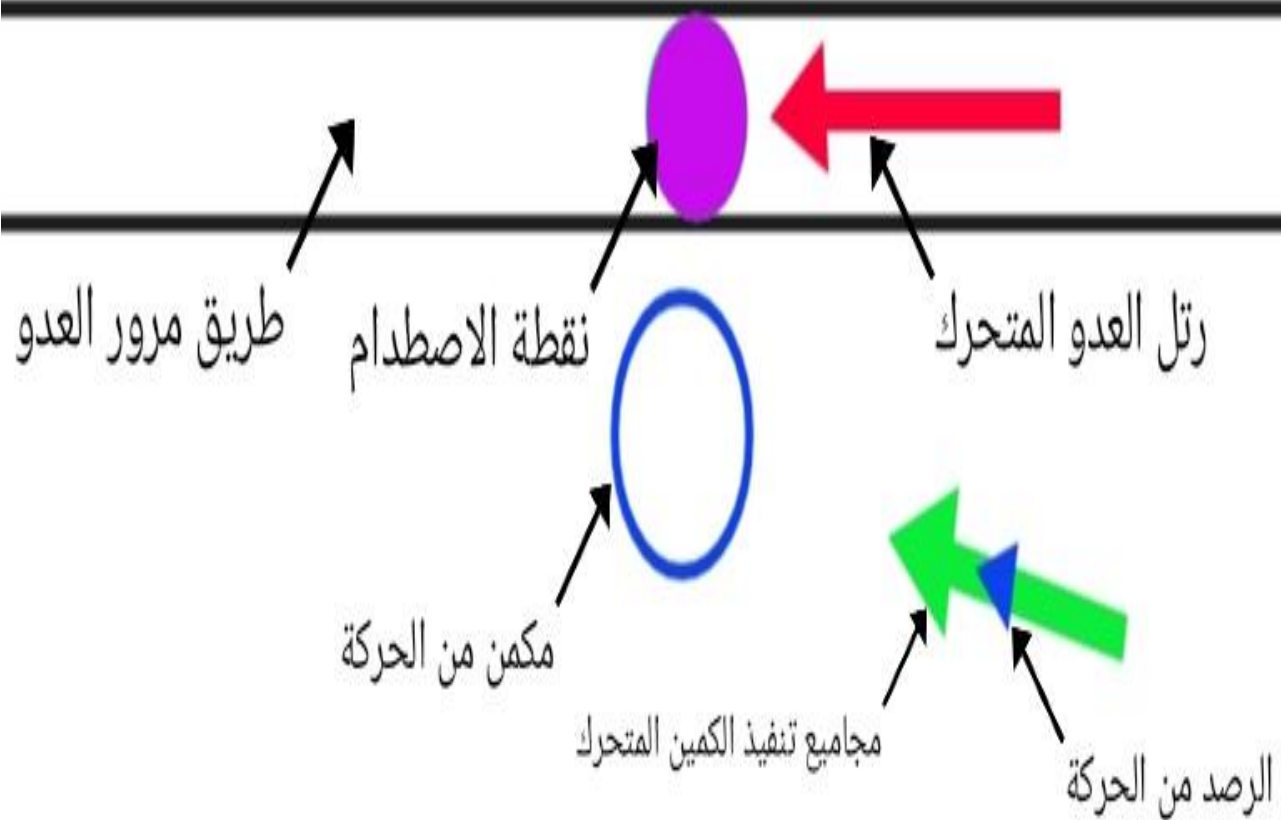 رتل العدو المتحرك
نقطة الاصطدام
طريق مرور العدو
مكمن من الحركة
مجاميع تنفيذ الكمين المتحرك
الرصد من الحركة